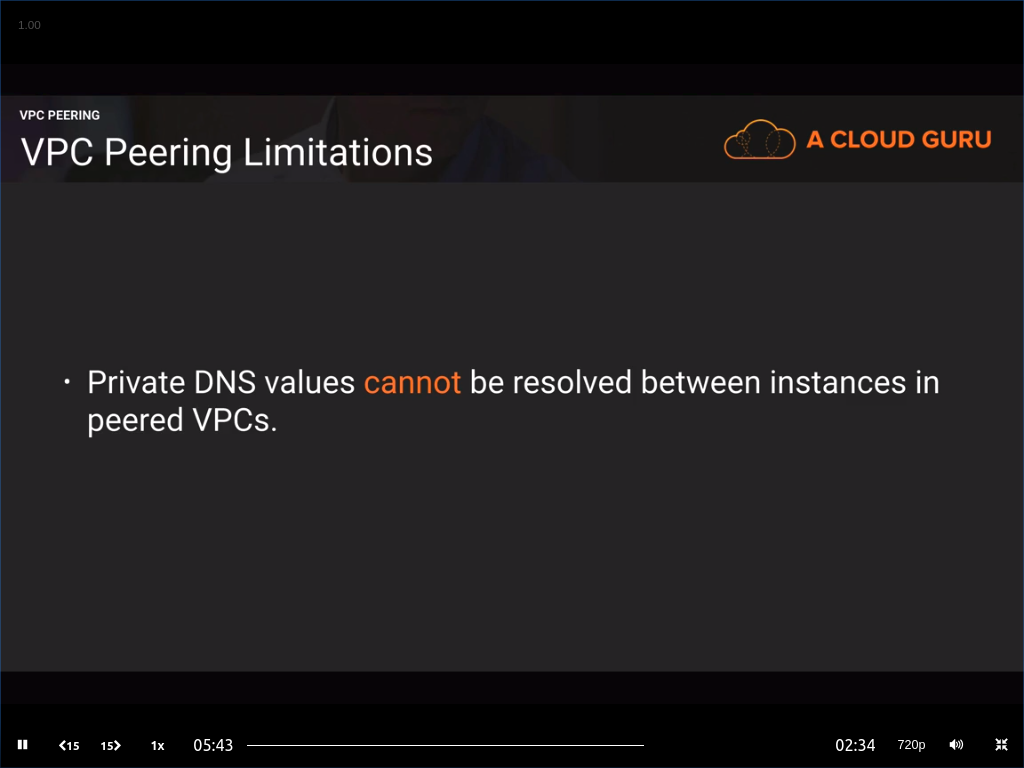 1.00
VPC PEERING
VPC Peering Limitations
A CLOUD GURU
• Private DNS values cannot be resolved between instances in
peered VPCs.
15 15 1x 05:43 02:34 720p